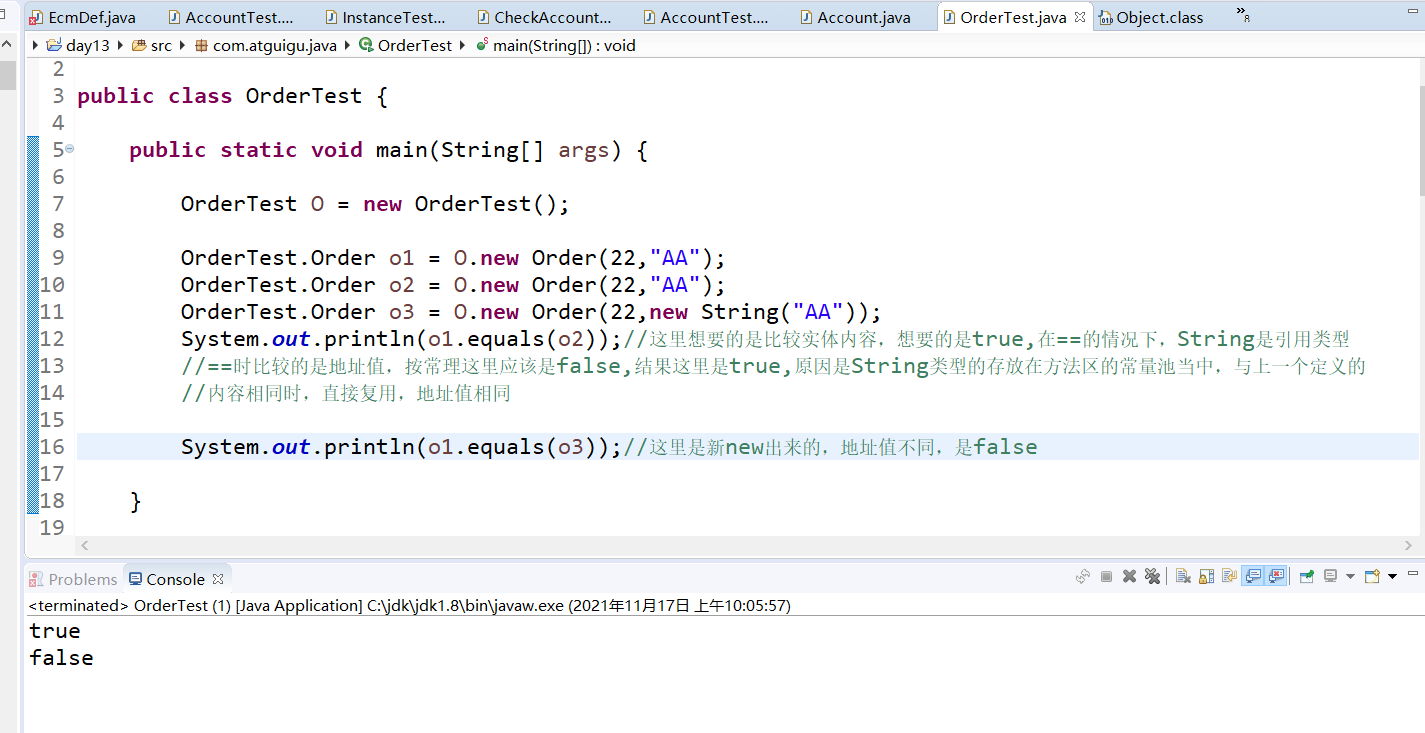 EcmDef.java AccountTest.... InstanceTest... CheckAccount... AccountTest.... Account.java OrderTest.java Object.class »8
day13 src com.atguigu.java OrderTest main(String[]) : void
2
3 public class OrderTest {
4
5 public static void main(String[] args) {
6
7 OrderTest O = new OrderTest();
8
9 OrderTest.Order o1 = O.new Order(22,"AA");
10 OrderTest.Order o2 = O.new Order(22,"AA");
11 OrderTest.Order o3 = O.new Order(22,new String("AA"));
12 System.out.println(o1.equals(o2));//这里想要的是比较实体内容，想要的是true,在==的情况下，String是引用类型
13 //==时比较的是地址值，按常理这里应该是false,结果这里是true,原因是String类型的存放在方法区的常量池当中，与上一个定义的
14 //内容相同时，直接复用，地址值相同
15
16 System.out.println(o1.equals(o3));//这里是新new出来的，地址值不同，是false
17
18 }
19
Problems Console
<terminated> OrderTest (1) [Java Application] C:\jdk\jdk1.8\bin\javaw.exe (2021年11月17日 上午10:05:57)
true
false